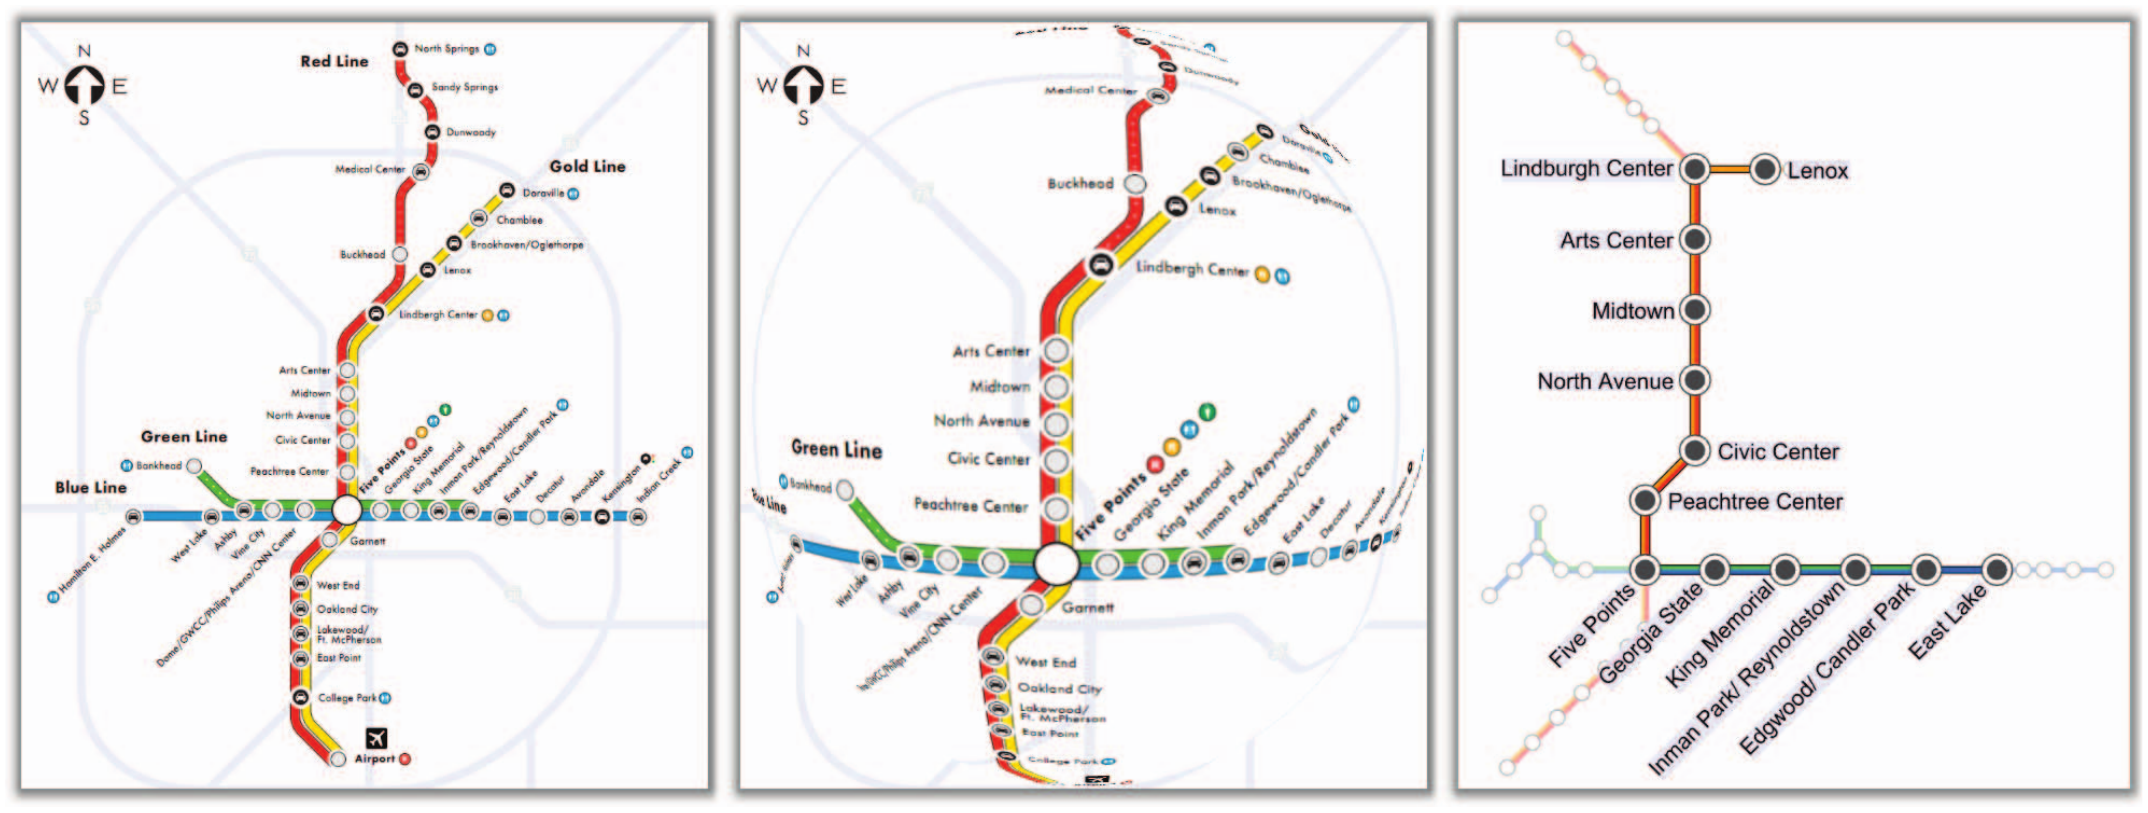 N
W E
S
Red Line
North Springs
Sandy Springs
Dunwoody
Medical Center
Gold Line
Doraville
Chamblee
Brookhaven/Oglethorpe
Buckhead
Lenox
Lindbergh Center
Arts Center
Midtown
North Avenue
Civic Center
Peachtree Center
Green Line
Bankhead
Blue Line
Hamilton E. Holmes
West Lake
Ashby
Vine City
Dome/GWCC/Philips Arena/CNN Center
Five Points
Georgia State
King Memorial
Inman Park/Reynoldstown
Edgewood/Candler Park
East Lake
Decatur
Avondale
Kensington
Indian Creek
Garnett
West End
Oakland City
Lakewood/
Ft. McPherson
East Point
College Park
Airport
N
W E
S
Dunwoody
Medical Center
Doraville
Chamblee
Brookhaven/Oglethorpe
Buckhead
Lenox
Lindbergh Center
Arts Center
Midtown
North Avenue
Civic Center
Peachtree Center
Green Line
Bankhead
Line
West Lake
Ashby
Vine City
Arena/CNN Center
Five Points
Georgia State
King Memorial
Inman Park/Reynoldstown
Edgewood/Candler Park
East Lake
Decatur
Avondale
Garnett
West End
Oakland City
Lakewood/
Ft. McPherson
East Point
College Park
Lindburgh Center
Lenox
Arts Center
Midtown
North Avenue
Civic Center
Peachtree Center
Five Points
Georgia State
King Memorial
Inman Park/ Reynoldstown
Edgwood/ Candler Park
East Lake